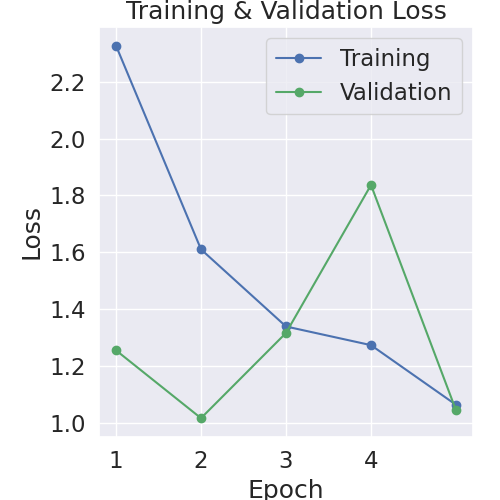 Training & Validation Loss
Training
Validation
Loss
2.2
2.0
1.8
1.6
1.4
1.2
1.0
1 2 3 4
Epoch